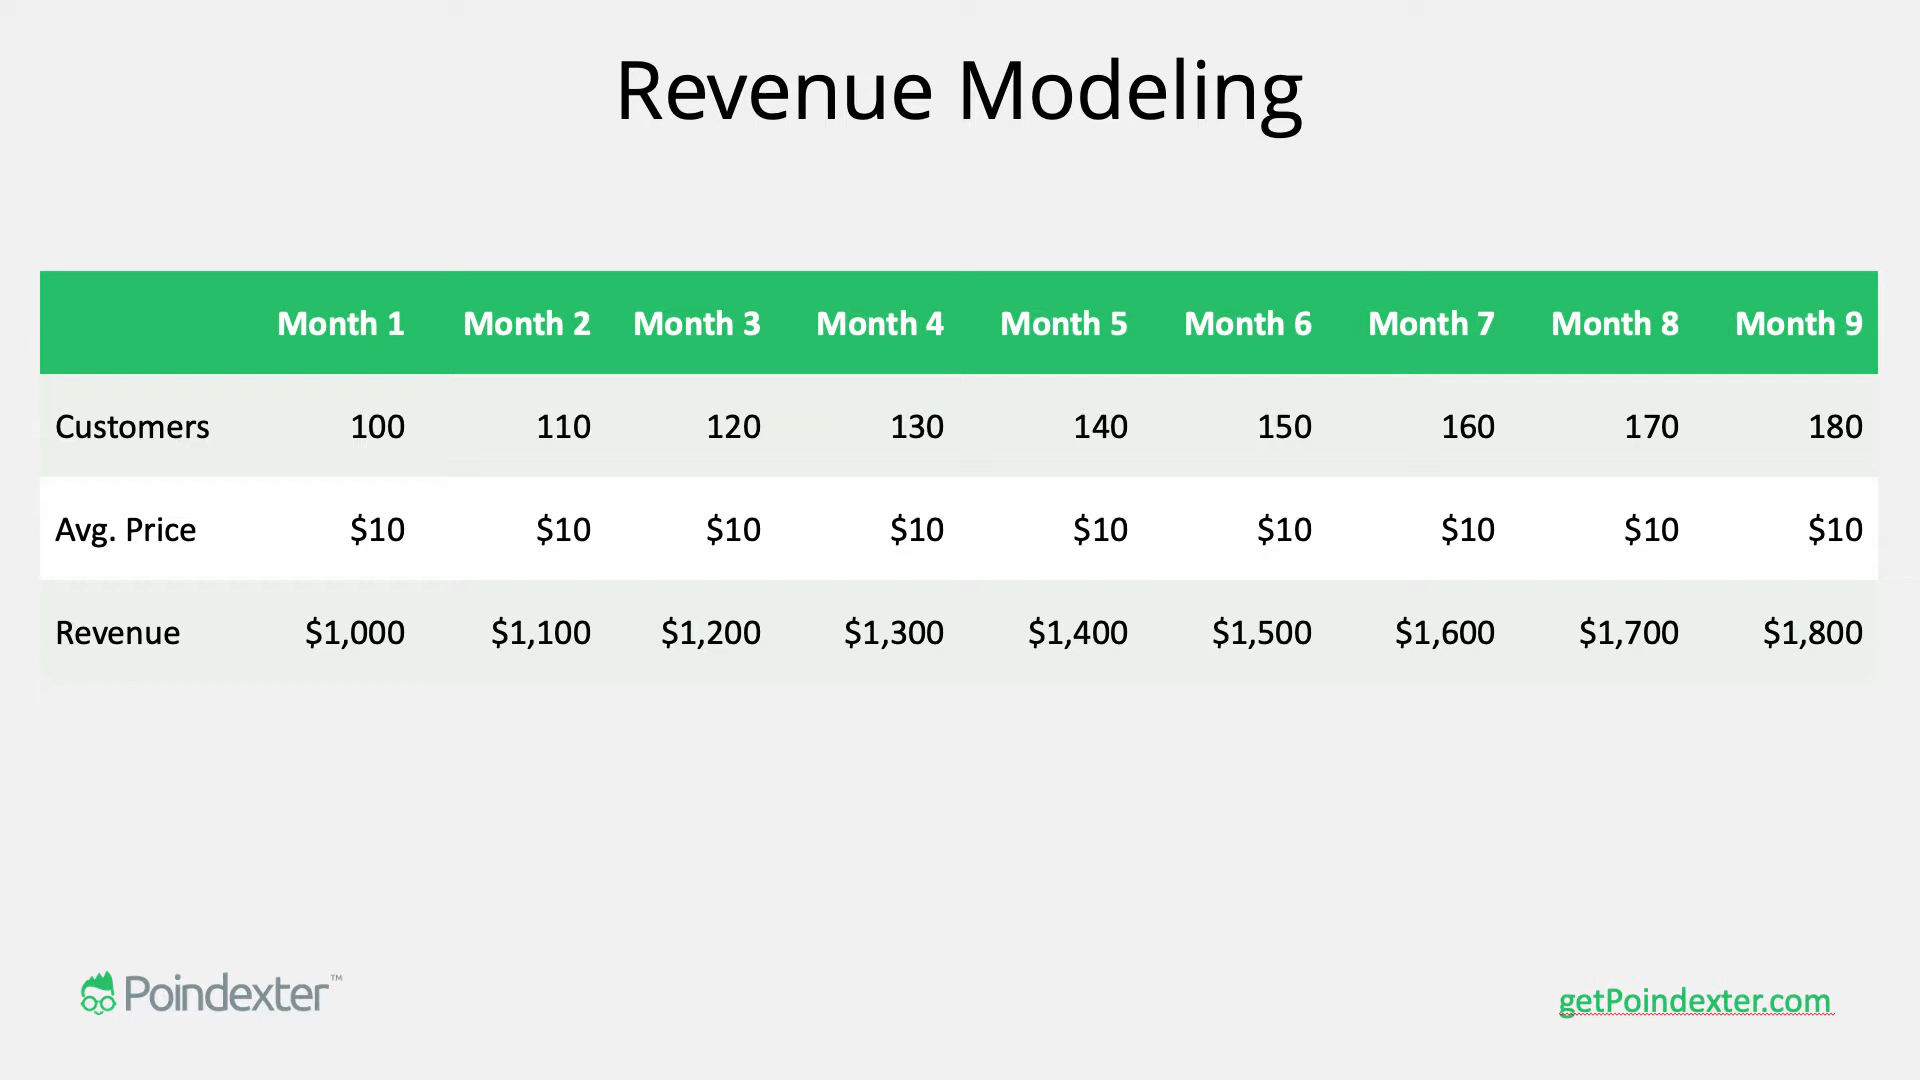 Revenue Modeling
Month 1 Month 2 Month 3 Month 4 Month 5 Month 6 Month 7 Month 8 Month 9
Customers 100 110 120 130 140 150 160 170 180
Avg. Price $10 $10 $10 $10 $10 $10 $10 $10 $10
Revenue $1,000 $1,100 $1,200 $1,300 $1,400 $1,500 $1,600 $1,700 $1,800
Poindexter™
getPoindexter.com